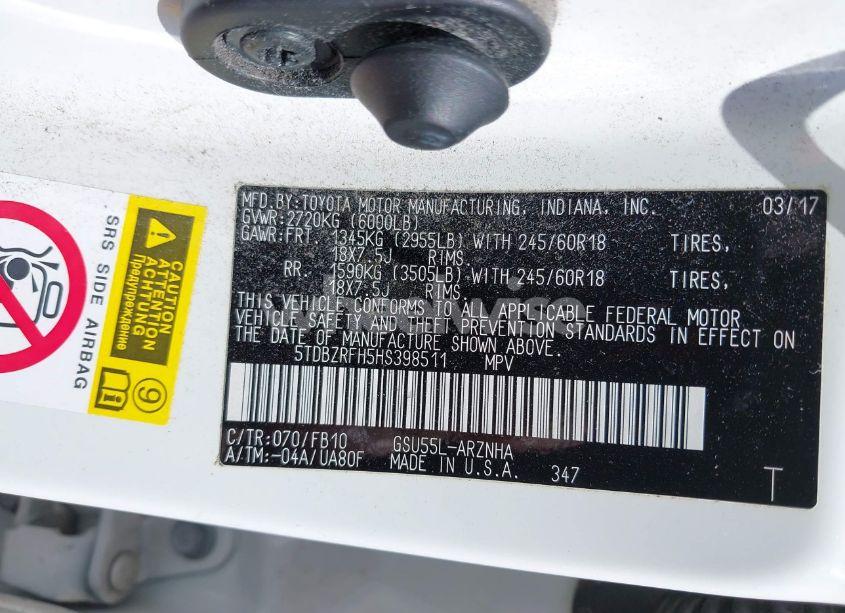 MFD.BY:TOYOTA MOTOR MANUFACTURING, INDIANA, INC. 03/17
GVWR:2720KG (6000LB)
GAWR:FRT. 1345KG (2955LB) WITH 245/60R18 TIRES,
18X7.5J RIMS
RR. 1590KG (3505LB) WITH 245/60R18 TIRES,
18X7.5J RIMS
THIS VEHICLE CONFORMS TO ALL APPLICABLE FEDERAL MOTOR
VEHICLE SAFETY AND THEFT PREVENTION STANDARDS IN EFFECT ON
THE DATE OF MANUFACTURE SHOWN ABOVE.
5TDBZRFH5HS398511 MPV
C/TR:070/FB10 GSU55L-ARZNHA
A/TM:-04A/UA80F MADE IN U.S.A. 347
T
SRS SIDE AIRBAG
CAUTION
ATTENTION
ACHTUNG
Предупреждение
9